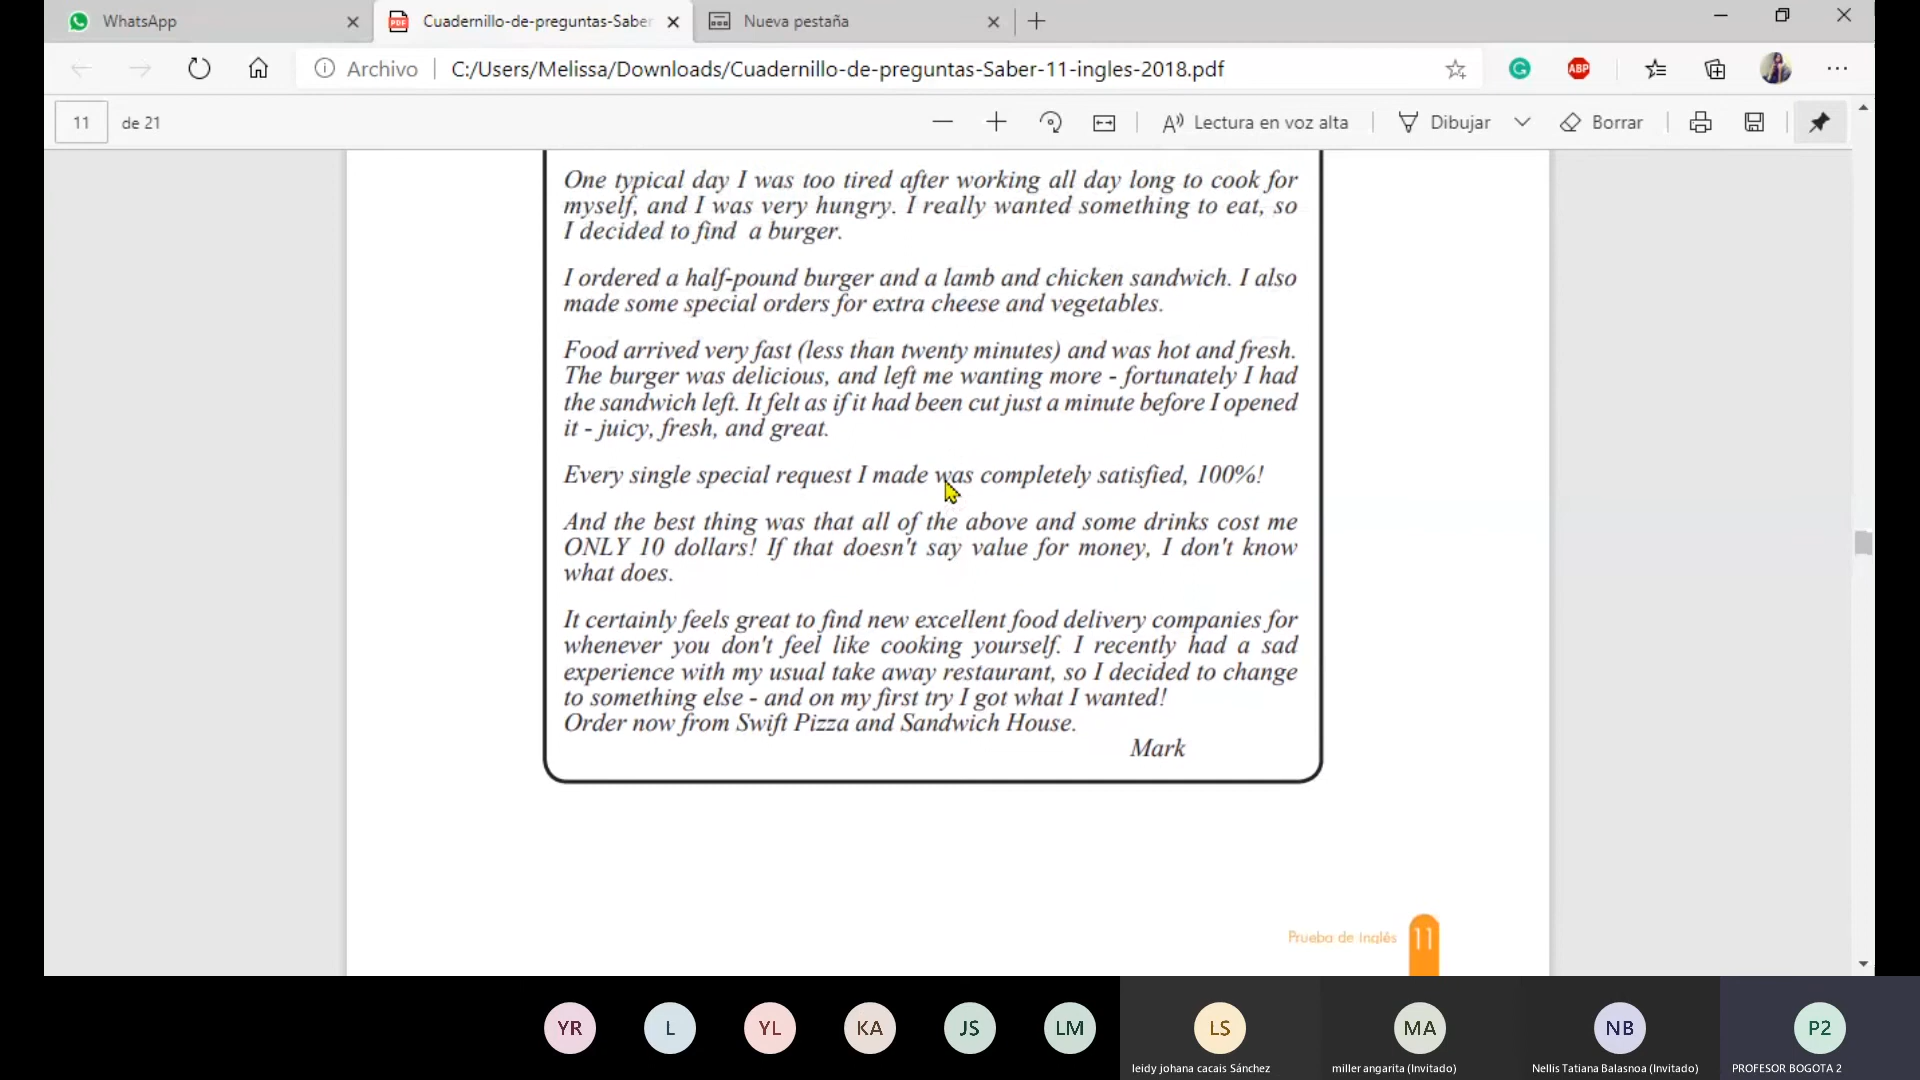 WhatsApp
Cuadernillo-de-preguntas-Saber
Nueva pestaña
Archivo
C:/Users/Melissa/Downloads/Cuadernillo-de-preguntas-Saber-11-ingles-2018.pdf
ABP
11 de 21
Lectura en voz alta
Dibujar
Borrar
One typical day I was too tired after working all day long to cook for
myself, and I was very hungry. I really wanted something to eat, so
I decided to find a burger.
I ordered a half-pound burger and a lamb and chicken sandwich. I also
made some special orders for extra cheese and vegetables.
Food arrived very fast (less than twenty minutes) and was hot and fresh.
The burger was delicious, and left me wanting more - fortunately I had
the sandwich left. It felt as if it had been cut just a minute before I opened
it - juicy, fresh, and great.
Every single special request I made was completely satisfied, 100%!
And the best thing was that all of the above and some drinks cost me
ONLY 10 dollars! If that doesn't say value for money, I don't know
what does.
It certainly feels great to find new excellent food delivery companies for
whenever you don't feel like cooking yourself. I recently had a sad
experience with my usual take away restaurant, so I decided to change
to something else - and on my first try I got what I wanted!
Order now from Swift Pizza and Sandwich House.
Mark
Prueba de inglés 11
YR
L
YL
KA
JS
LM
LS
MA
NB
P2
leidy johana cacais Sánchez
miller angarita (Invitado)
Nellis Tatiana Balasnoa (Invitado)
PROFESOR BOGOTA 2